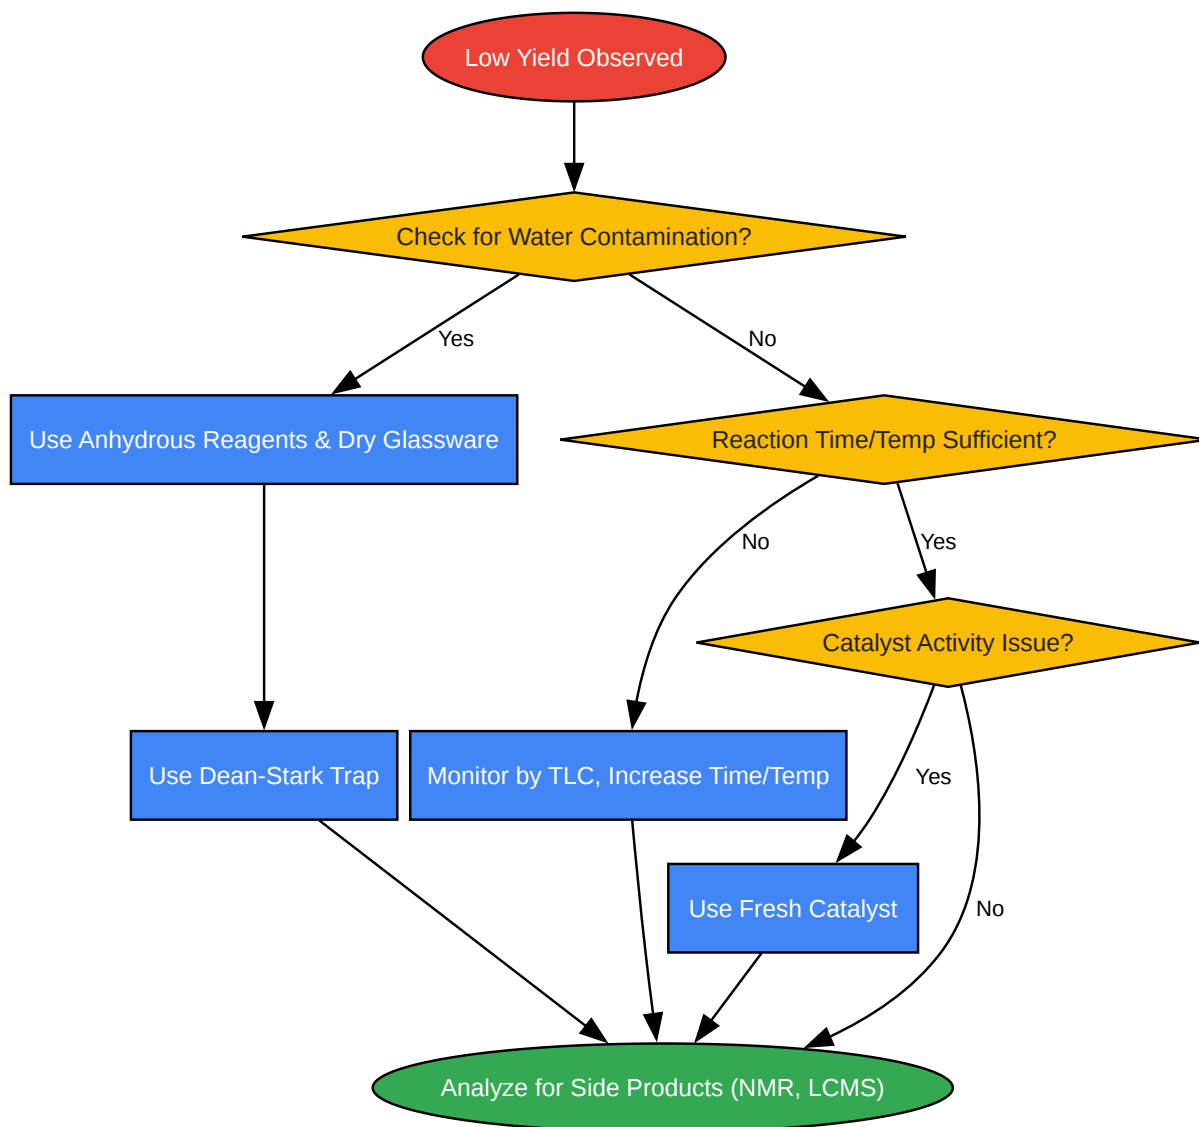 Low Yield Observed
Check for Water Contamination?
Yes
No
Use Anhydrous Reagents & Dry Glassware
Reaction Time/Temp Sufficient?
No
Yes
Catalyst Activity Issue?
Use Dean-Stark Trap
Monitor by TLC, Increase Time/Temp
Yes
Use Fresh Catalyst
No
Analyze for Side Products (NMR, LCMS)